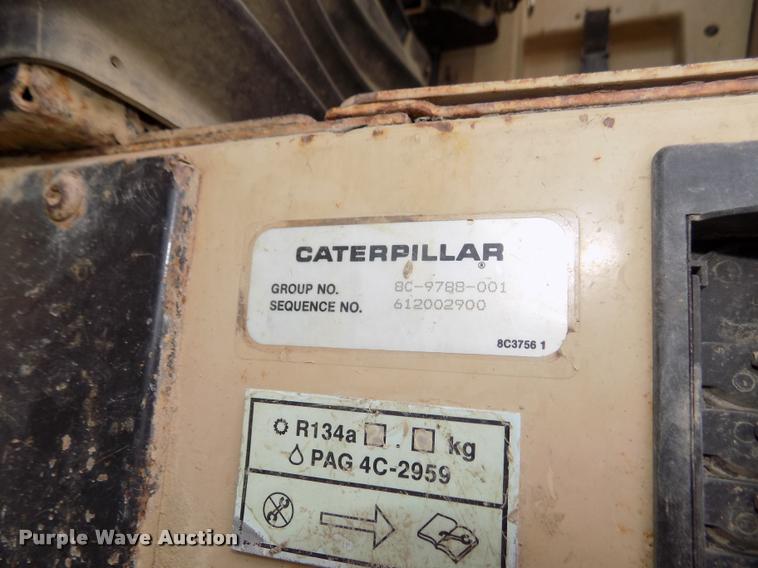 CATERPILLAR®
GROUP NO. 8C-9788-001
SEQUENCE NO. 612002900
8C3756 1
R134a . kg
PAG 4C-2959
Purple Wave Auction